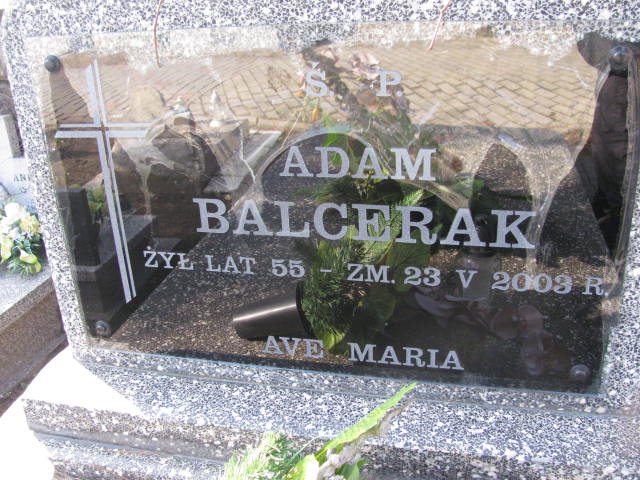 Ś. P.
ADAM
BALCERAK
ŻYŁ LAT 55 - ZM. 23 V 2003 R
AVE MARIA